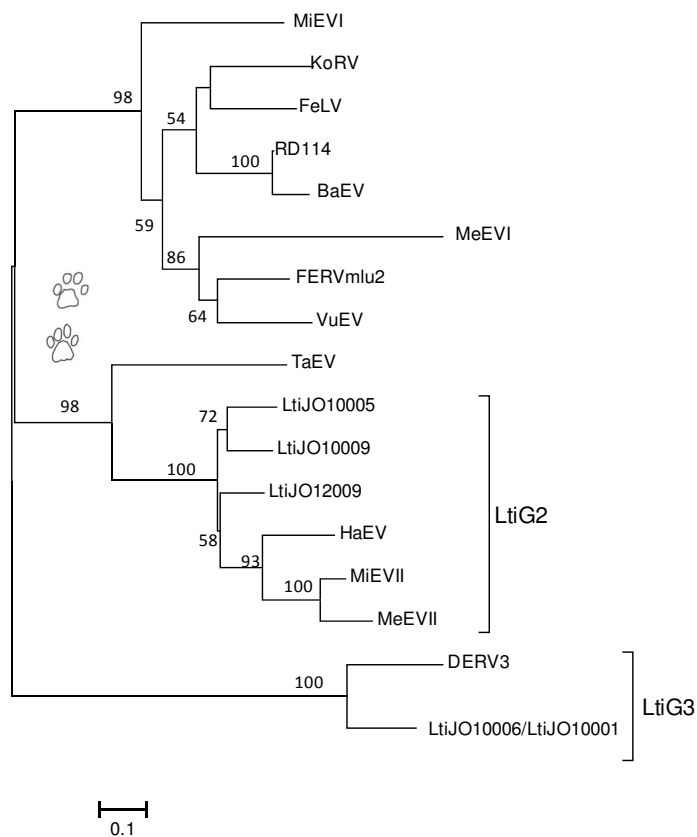 MiEVI
KoRV
98
FeLV
54
RD114
100
BaEV
59
MeEVI
86
FERVmlu2
64
VuEV
TaEV
98
LtiJO10005
72
LtiJO10009
100
LtiJO12009
LtiG2
58
HaEV
93
MiEVII
100
MeEVII
DERV3
100
LtiG3
LtiJO10006/LtiJO10001
0.1